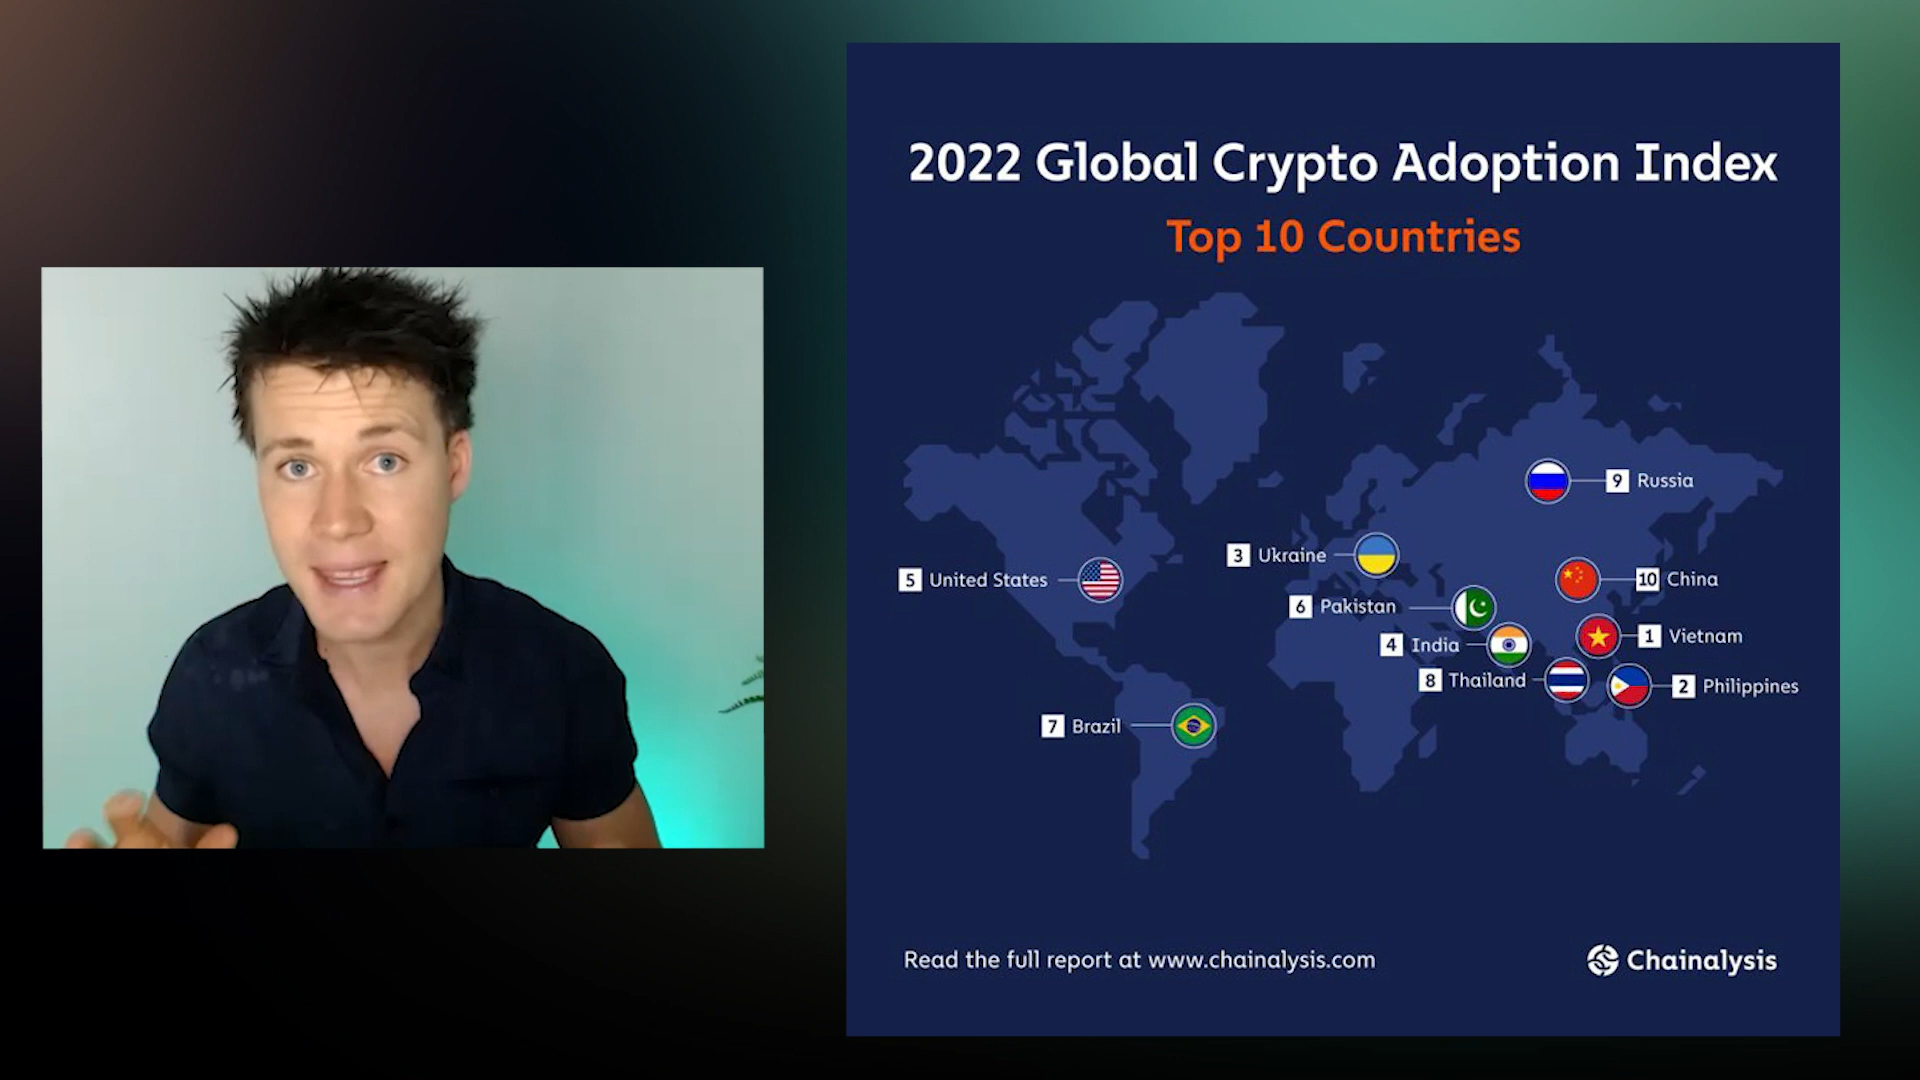 2022 Global Crypto Adoption Index
Top 10 Countries
9 Russia
3 Ukraine
5 United States
10 China
6 Pakistan
1 Vietnam
4 India
8 Thailand
2 Philippines
7 Brazil
Read the full report at www.chainalysis.com
Chainalysis